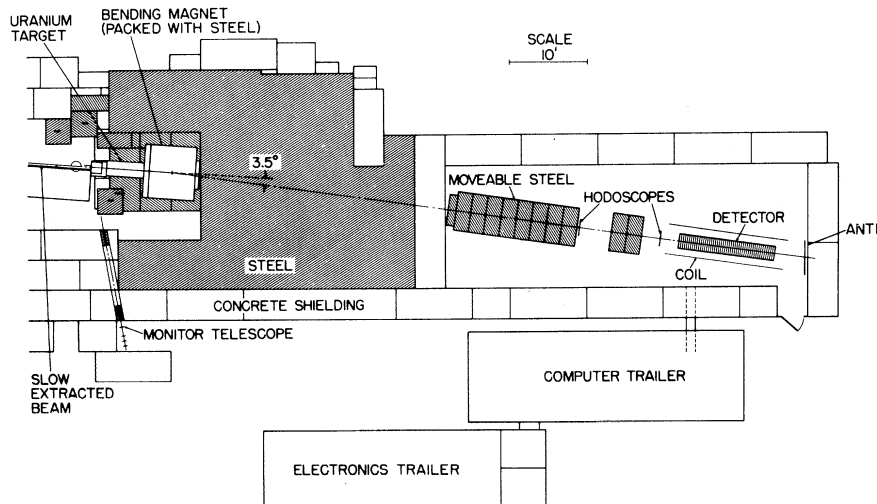 URANIUM
TARGET
BENDING MAGNET
(PACKED WITH STEEL)
SCALE
10'
3.5°
MOVEABLE STEEL
HODOSCOPES
DETECTOR
ANTI
COIL
STEEL
CONCRETE SHIELDING
MONITOR TELESCOPE
SLOW
EXTRACTED
BEAM
COMPUTER TRAILER
ELECTRONICS TRAILER